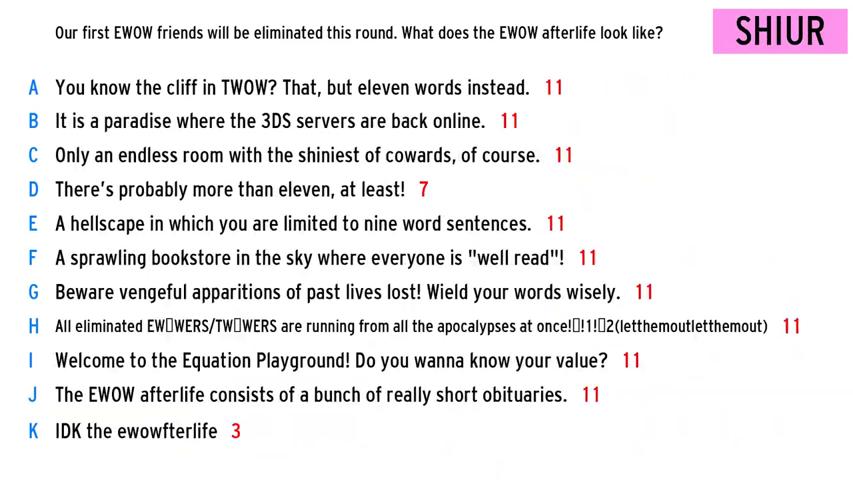 Our first EWOW friends will be eliminated this round. What does the EWOW afterlife look like?
SHIUR
A You know the cliff in TWOW? That, but eleven words instead. 11
B It is a paradise where the 3DS servers are back online. 11
C Only an endless room with the shiniest of cowards, of course. 11
D There's probably more than eleven, at least! 7
E A hellscape in which you are limited to nine word sentences. 11
F A sprawling bookstore in the sky where everyone is "well read"! 11
G Beware vengeful apparitions of past lives lost! Wield your words wisely. 11
H All eliminated EW▯WERS/TW▯WERS are running from all the apocalypses at once!▯!1!▯2(letthemoutletthemout) 11
I Welcome to the Equation Playground! Do you wanna know your value? 11
J The EWOW afterlife consists of a bunch of really short obituaries. 11
K IDK the ewowfterlife 3